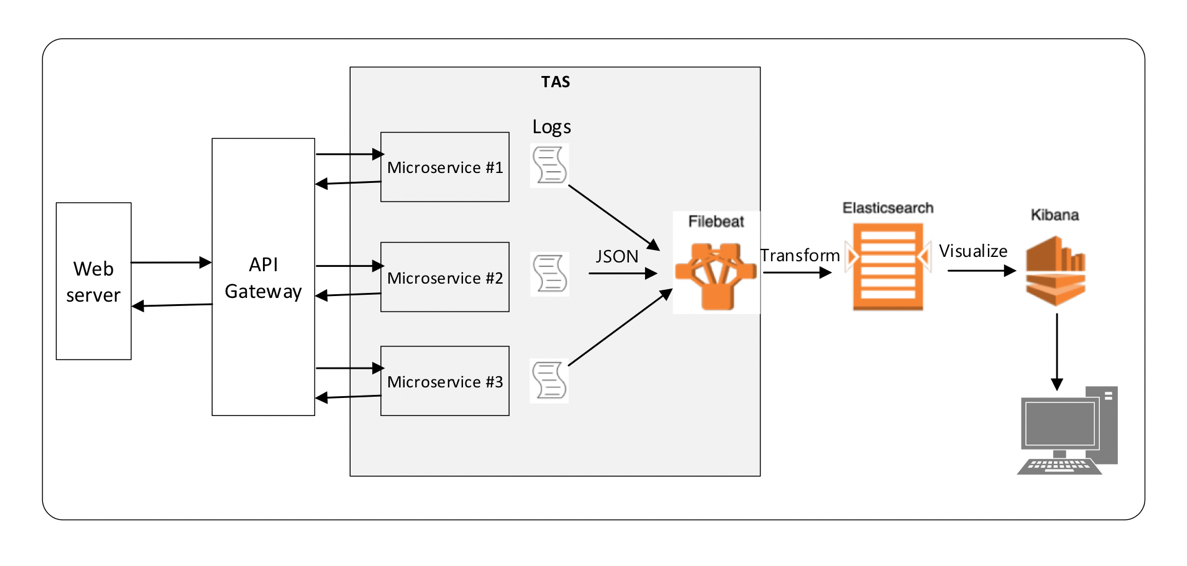 TAS
Logs
Microservice #1
Elasticsearch
Kibana
Filebeat
Web
server
API
Gateway
Microservice #2
JSON
Transform
Visualize
Microservice #3